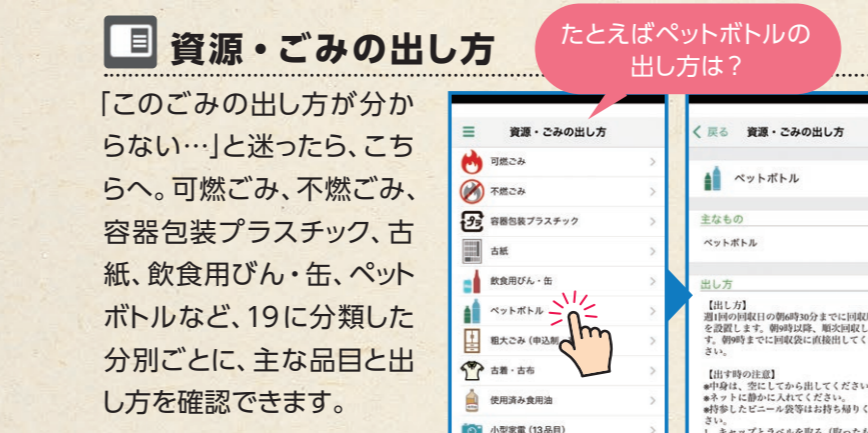 資源・ごみの出し方
たとえばペットボトルの
出し方は？
「このごみの出し方が分か
らない…」と迷ったら、こち
らへ。可燃ごみ、不燃ごみ、
容器包装プラスチック、古
紙、飲食用びん・缶、ペット
ボトルなど、19に分類した
分別ごとに、主な品目と出
し方を確認できます。
資源・ごみの出し方
可燃ごみ
不燃ごみ
容器包装プラスチック
古紙
飲食用びん・缶
ペットボトル
粗大ごみ（申込制
古着・古布
使用済み食用油
小型家電（13品目）
戻る 資源・ごみの出し方
ペットボトル
主なもの
ペットボトル
出し方
【出し方】
週1回の回収日の朝6時30分までに回収
を設置します。朝9時以降、順次回収し
す。朝9時までに回収袋に直接出してく
さい。
【出す時の注意】
●中身は、空にしてから出してください
●ネットに静かに入れてください。
●持参したビニール袋等はお持ち帰りく
さい。
1．キャップとラベルを取る（取った